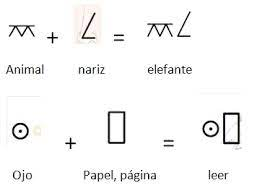 + =
Animal nariz elefante
+ =
Ojo Papel, página leer